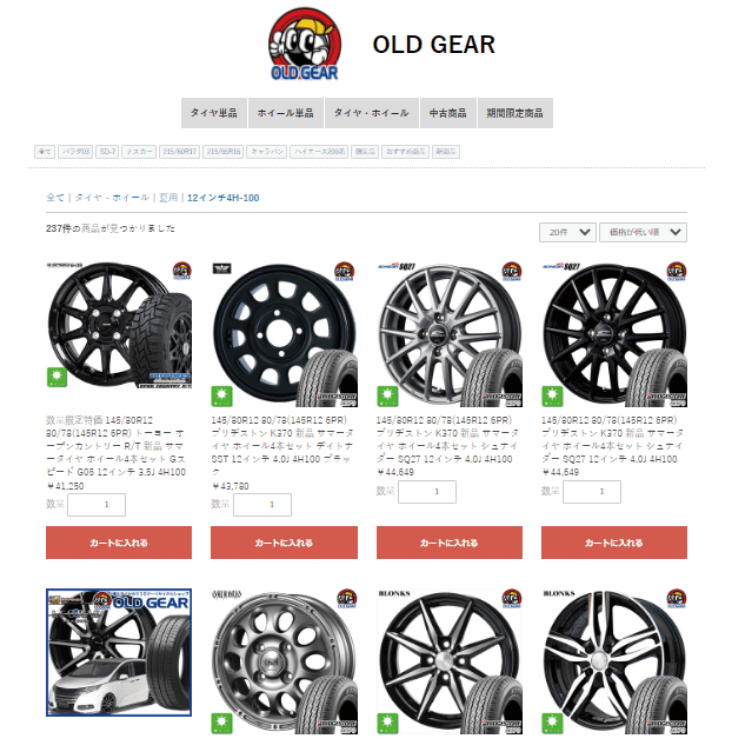 OLD GEAR
OLD GEAR
タイヤ単品 ホイール単品 タイヤ・ホイール 中古商品 期間限定商品
全て パラダ03 SD-7 テスカー 215/60R17 215/65R16 キャラバン ハイエース200系 限定品 おすすめ商品 新商品
全て | タイヤ・ホイール | 夏用 | 12インチ4H-100
237件の商品が見つかりました
20件 価格が低い順
SQ27
SQ27
数量限定特価 145/80R12
80/78(145R12 6PR) トーヨー オ
ープンカントリー R/T 新品 サマ
ータイヤ ホイール4本セット Gス
ピード G05 12インチ 3.5J 4H100
￥41,250
数量 1
カートに入れる
145/80R12 80/78(145R12 6PR)
ブリヂストン K370 新品 サマータ
イヤ ホイール4本セット デイトナ
SST 12インチ 4.0J 4H100 ブラッ
ク
￥43,780
数量 1
カートに入れる
145/80R12 80/78(145R12 6PR)
ブリヂストン K370 新品 サマータ
イヤ ホイール4本セット シュナイ
ダー SQ27 12インチ 4.0J 4H100
￥44,649
数量 1
カートに入れる
145/80R12 80/78(145R12 6PR)
ブリヂストン K370 新品 サマータ
イヤ ホイール4本セット シュナイ
ダー SQ27 12インチ 4.0J 4H100
￥44,649
数量 1
カートに入れる
OLD GEAR
BLONKS
BLONKS